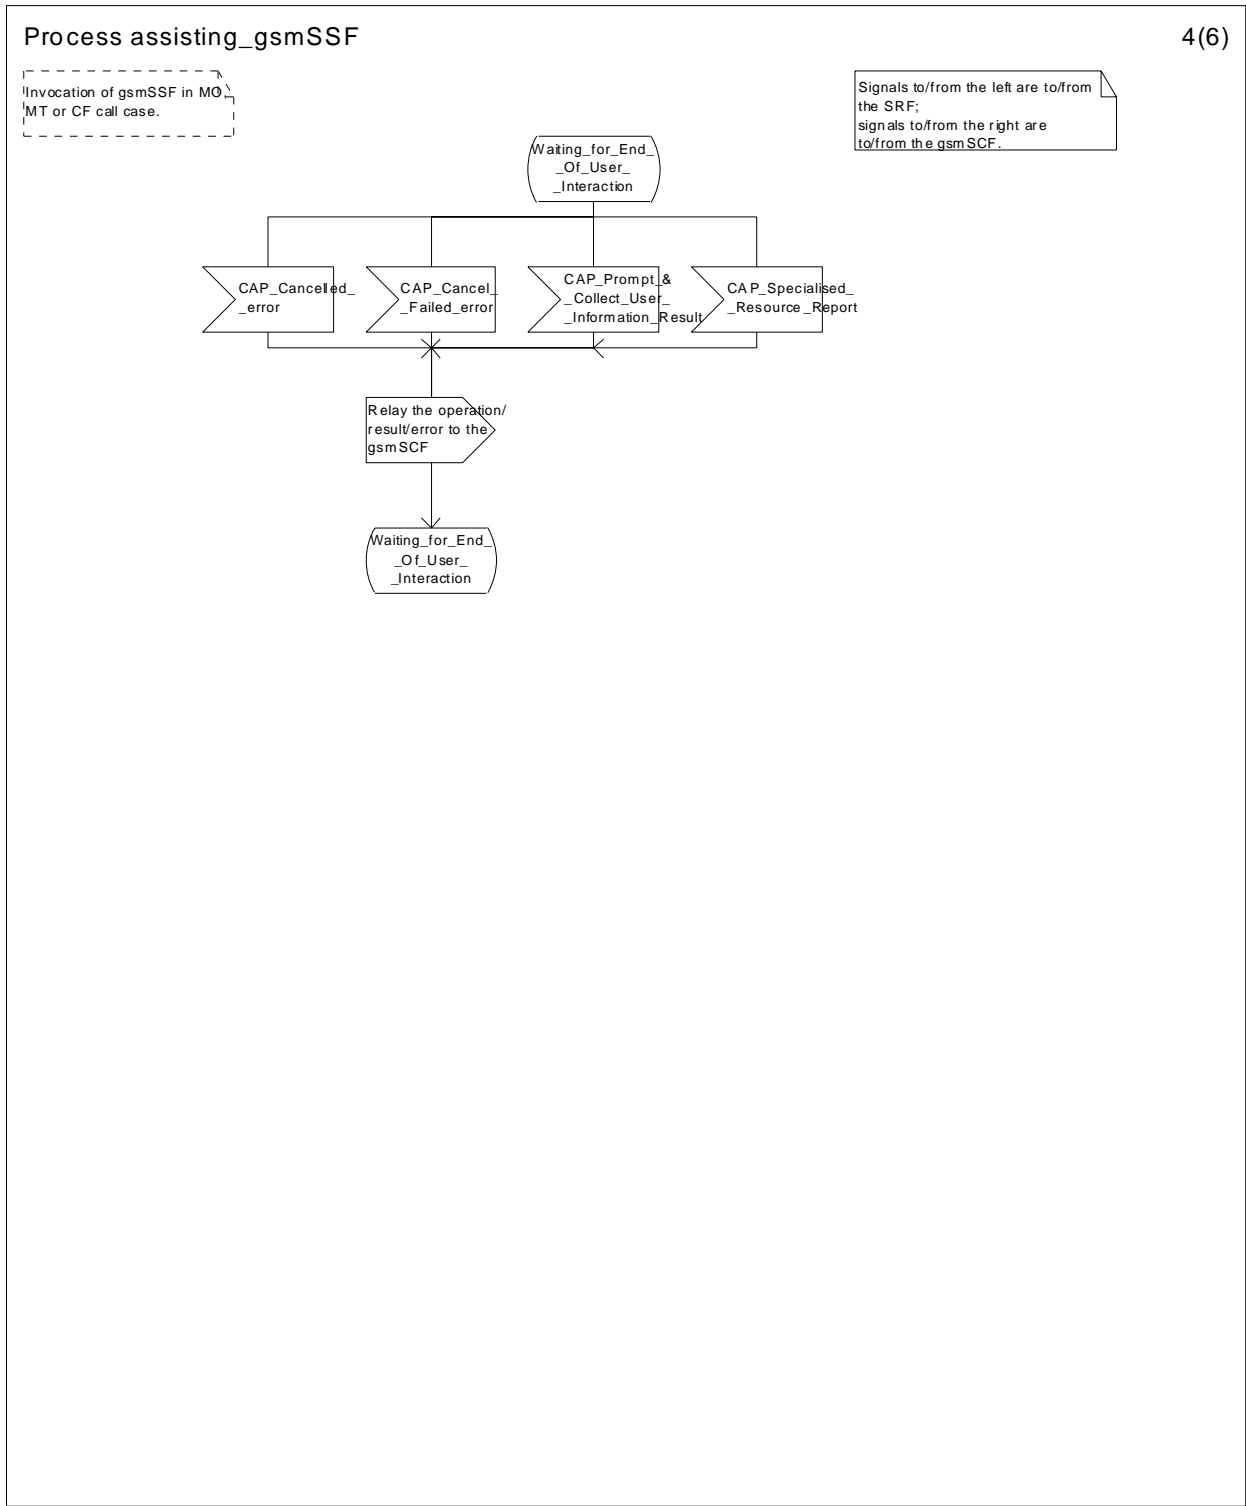 Process assisting_gsmSSF
4(6)
Invocation of gsmSSF in MO,
MT or CF call case.
Signals to/from the left are to/from
the SRF;
signals to/from the right are
to/from the gsmSCF.
Waiting_for_End_
_Of_User_
_Interaction
CAP_Cancelled_
_error
CAP_Cancel_
_Failed_error
CAP_Prompt_&
_Collect_User_
_Information_Result
CAP_Specialised_
_Resource_Report
Relay the operation/
result/error to the
gsmSCF
Waiting_for_End_
_Of_User_
_Interaction